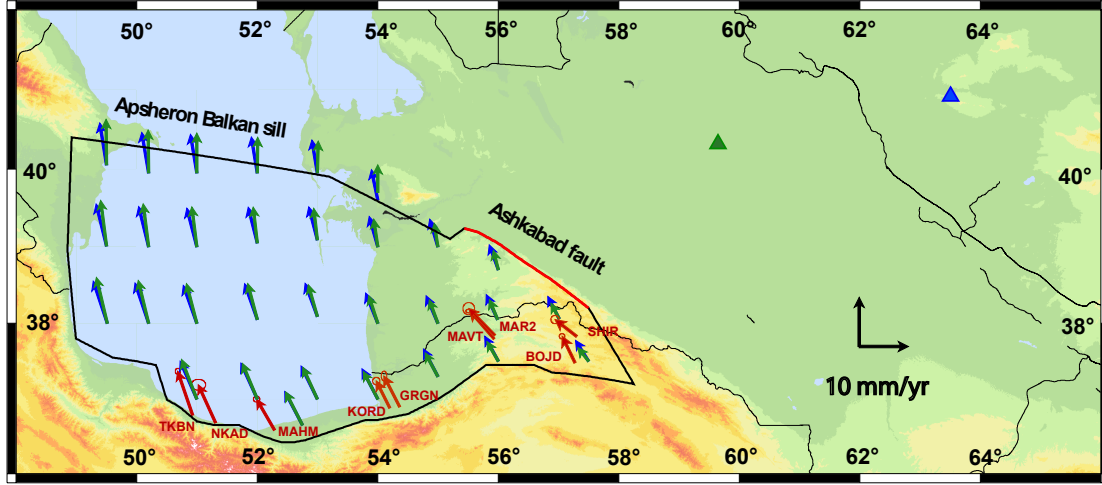 50° 52° 54° 56° 58° 60° 62° 64°
Apsheron Balkan sill
40° 40°
Ashkabad fault
38° 38°
MAVT MAR2 SHIR
BOJD
10 mm/yr
TKBN NKAD MAHM KORD GRGN
50° 52° 54° 56° 58° 60° 62° 64°